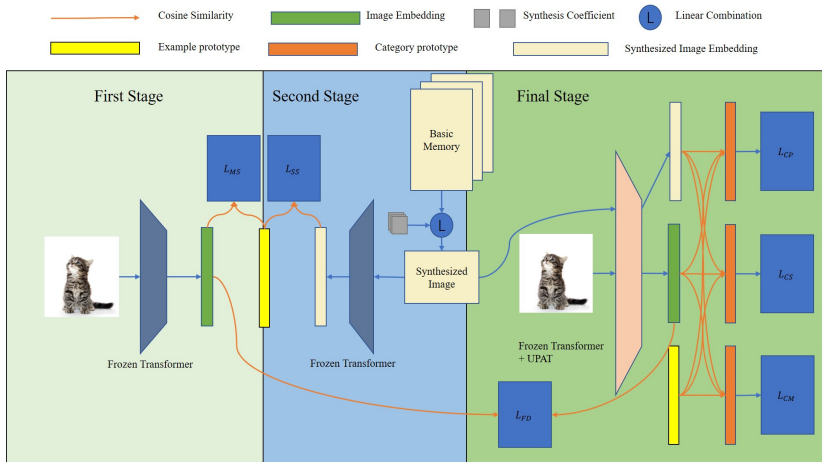 Cosine Similarity
Image Embedding
Synthesis Coefficient
L
Linear Combination
Example prototype
Category prototype
Synthesized Image Embedding
First Stage
Second Stage
Final Stage
Basic
Memory
L_MS
L_SS
L_CP
L
Synthesized
Image
L_CS
Frozen Transformer
Frozen Transformer
Frozen Transformer
+ UPAT
L_FD
L_CM